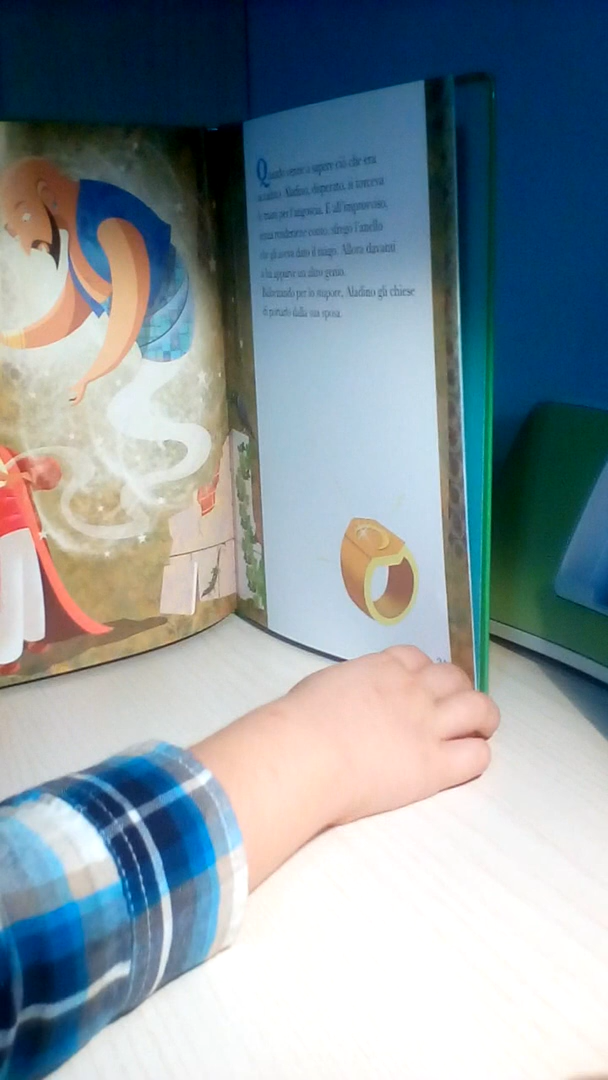 Quando venne a sapere ciò che era
accaduto, Aladino, disperato, si torceva
le mani per l'angoscia. E all'improvviso,
senza rendersene conto, sfregò l'anello
che gli aveva dato il mago. Allora davanti
a lui apparve un altro genio.
Balbettando per lo stupore, Aladino gli chiese
di portarlo dalla sua sposa.